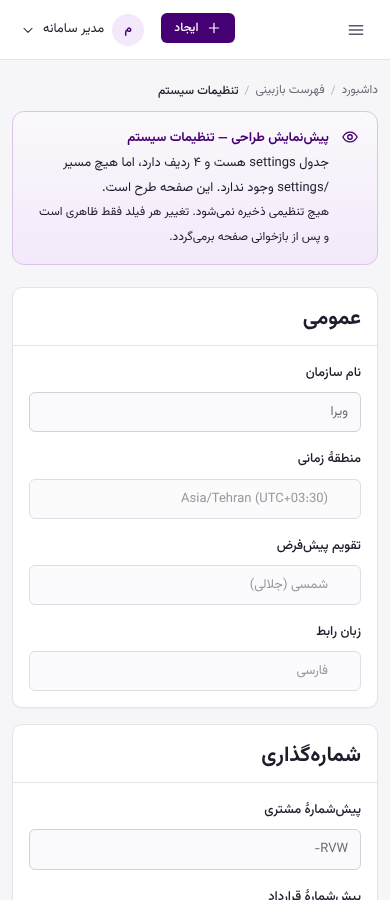 ایجاد
م
مدیر سامانه
داشبورد / فهرست بازبینی / تنظیمات سیستم
پیش‌نمایش طراحی — تنظیمات سیستم
جدول settings هست و ۴ ردیف دارد، اما هیچ مسیر
/settings وجود ندارد. این صفحه طرح است.
هیچ تنظیمی ذخیره نمی‌شود. تغییر هر فیلد فقط ظاهری است
و پس از بازخوانی صفحه برمی‌گردد.
عمومی
نام سازمان
ویرا
منطقهٔ زمانی
Asia/Tehran (UTC+03:30)
تقویم پیش‌فرض
شمسی (جلالی)
زبان رابط
فارسی
شماره‌گذاری
پیش‌شمارهٔ مشتری
RVW-
پیش‌شمارهٔ قرارداد